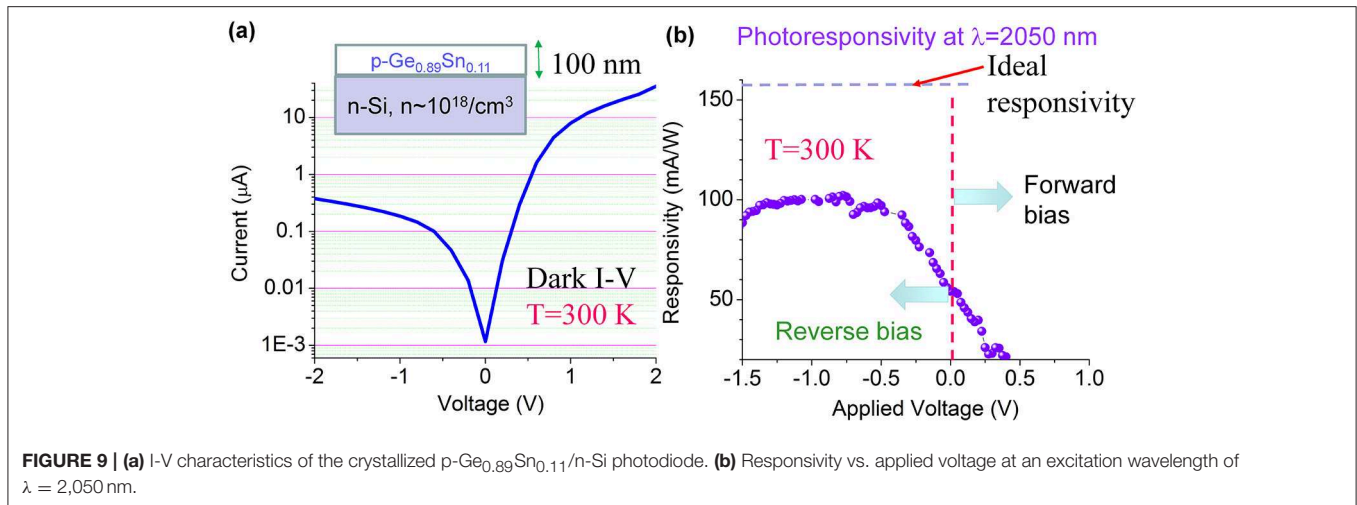 (a)
p-Ge0.89Sn0.11
100 nm
n-Si, n~10^18/cm^3
10
1
0.1
0.01
1E-3
Current (μA)
Dark I-V
T=300 K
-2 -1 0 1 2
Voltage (V)
(b) Photoresponsivity at λ=2050 nm
Ideal
responsivity
150
100
50
Responsivity (mA/W)
T=300 K
Forward
bias
Reverse bias
-1.5 -1.0 -0.5 0.0 0.5 1.0
Applied Voltage (V)
FIGURE 9 | (a) I-V characteristics of the crystallized p-Ge0.89Sn0.11/n-Si photodiode. (b) Responsivity vs. applied voltage at an excitation wavelength of
λ = 2,050 nm.